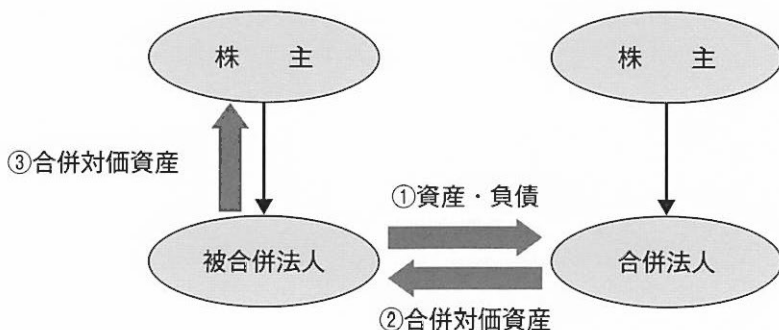 株　主
株　主
③合併対価資産
①資産・負債
被合併法人
合併法人
②合併対価資産